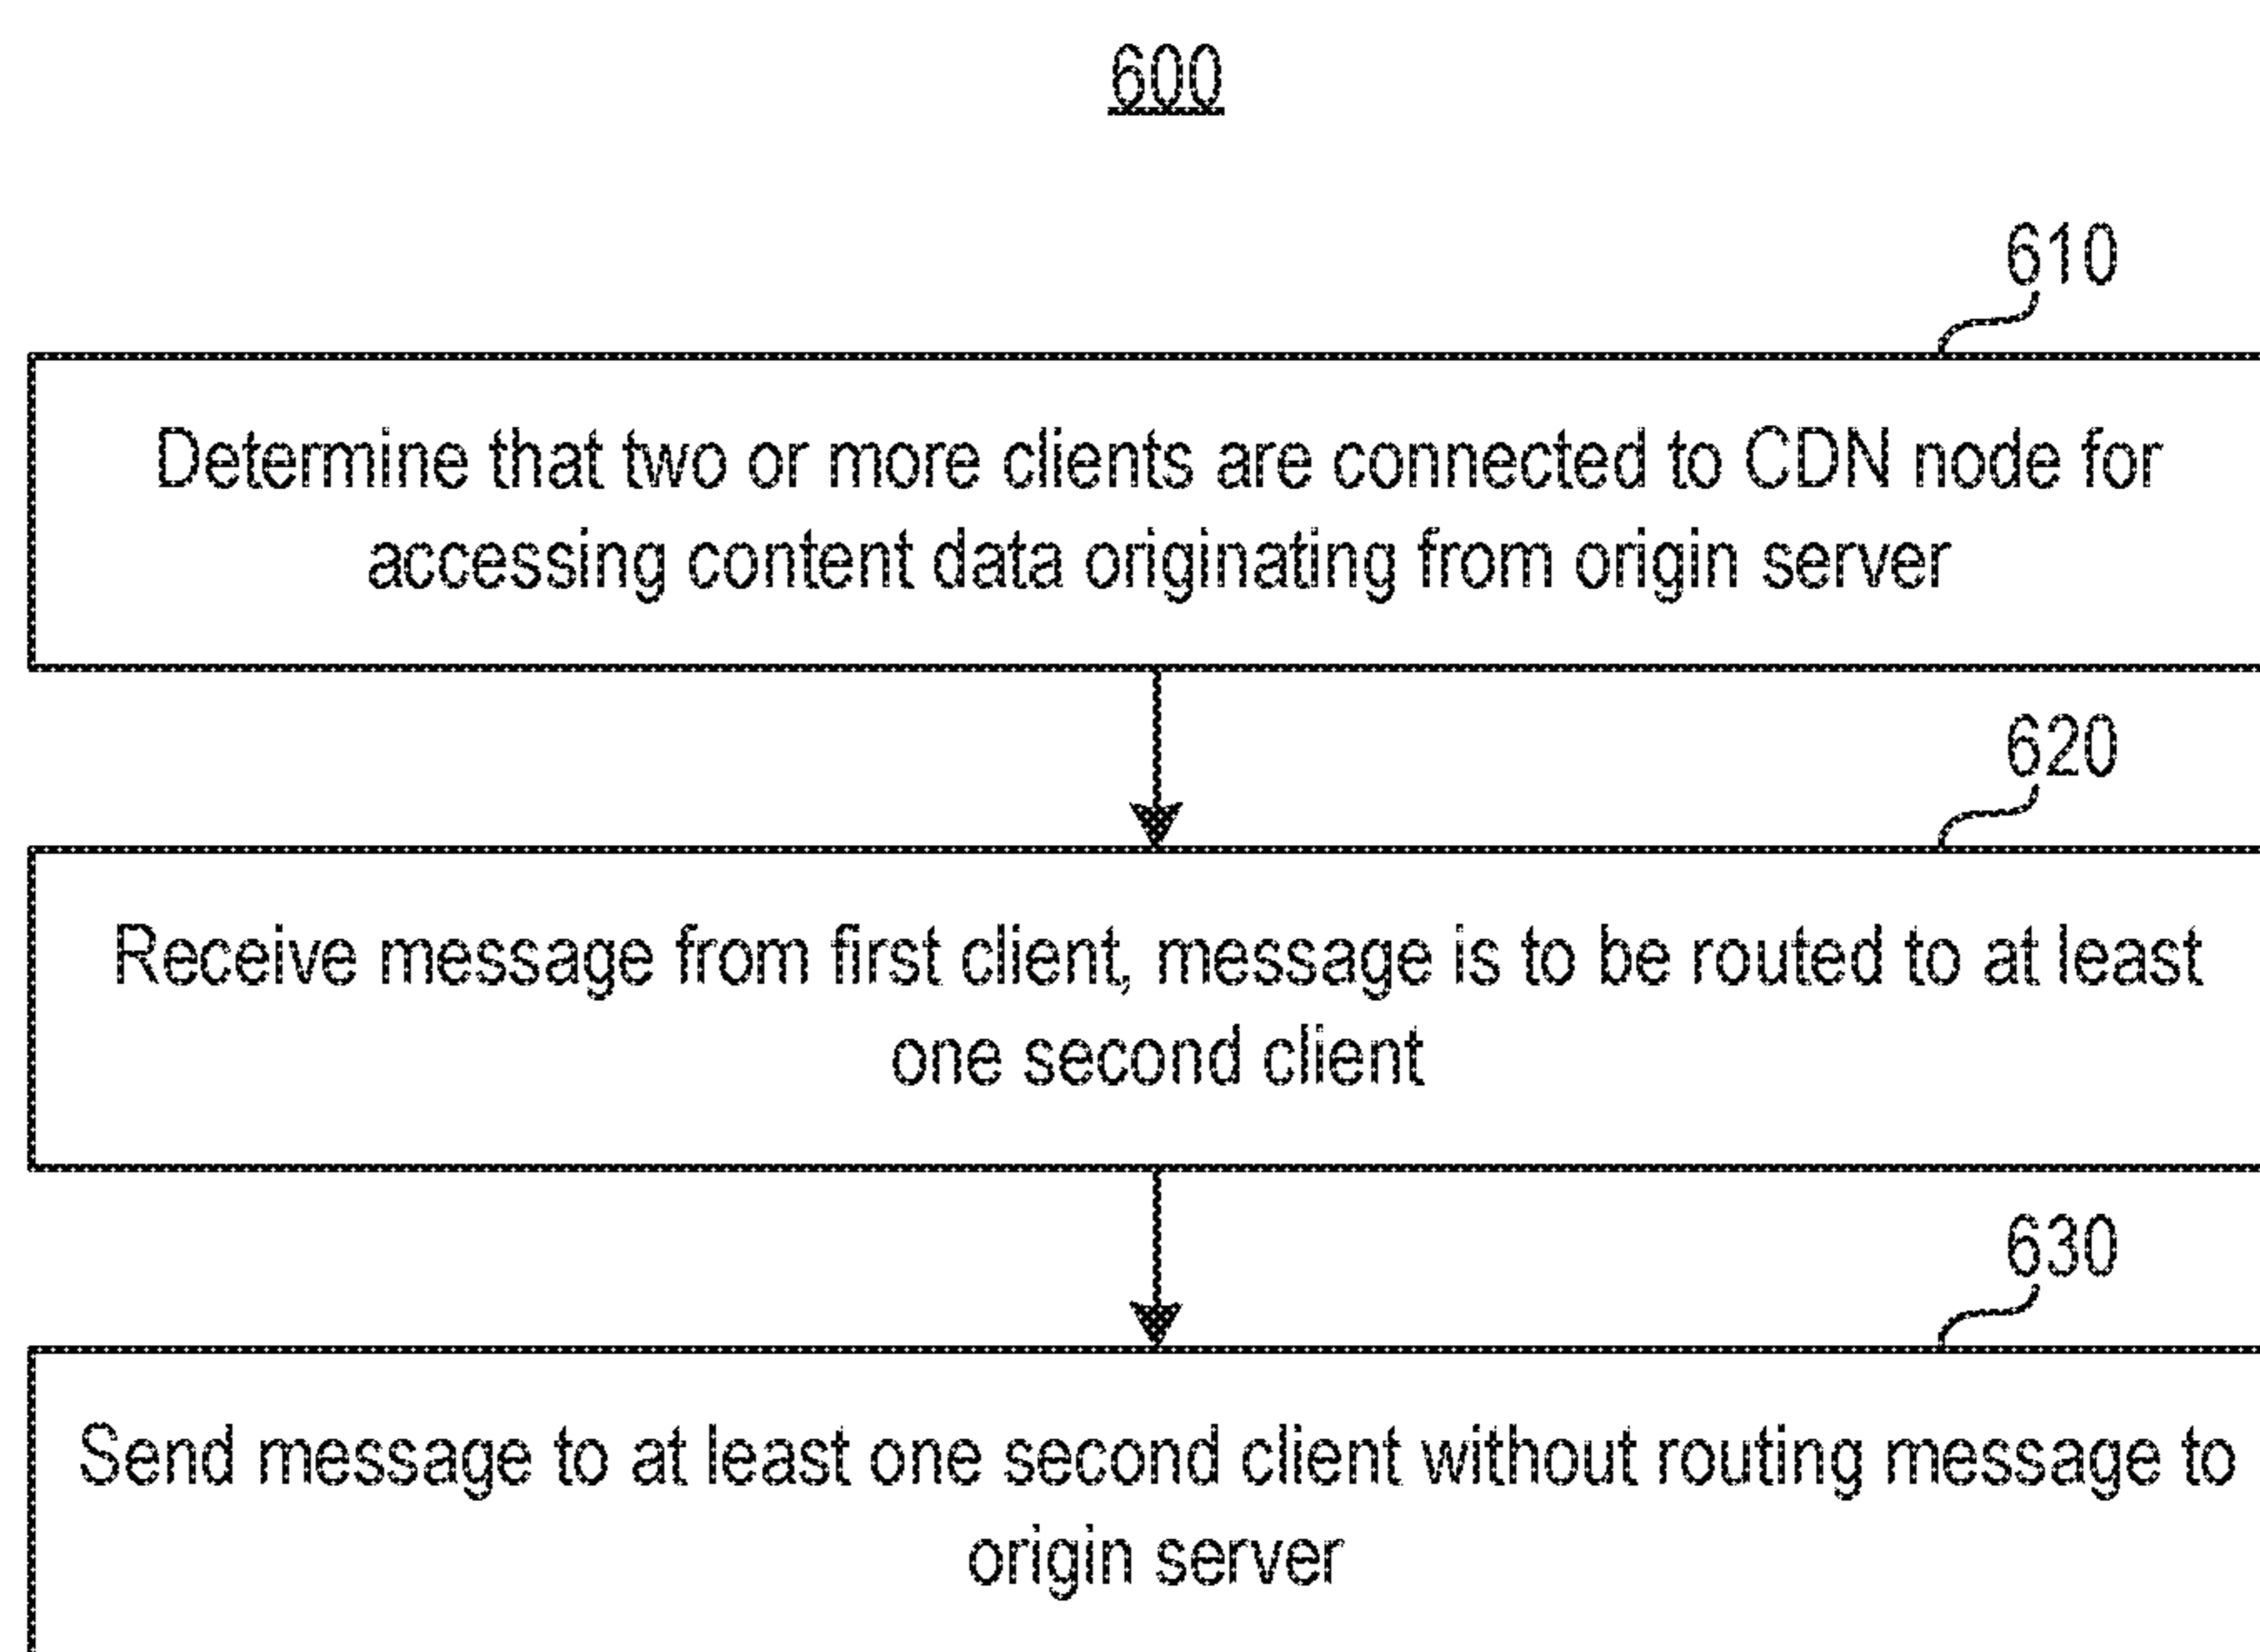 600
610
Determine that two or more clients are connected to CDN node for
accessing content data originating from origin server
620
Receive message from first client, message is to be routed to at least
one second client
630
Send message to at least one second client without routing message to
origin server